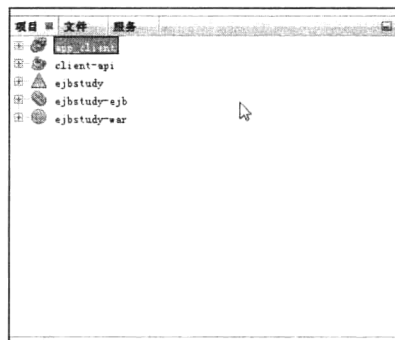 项目 文件 服务
app_client
client-api
ejbstudy
ejbstudy-ejb
ejbstudy-war